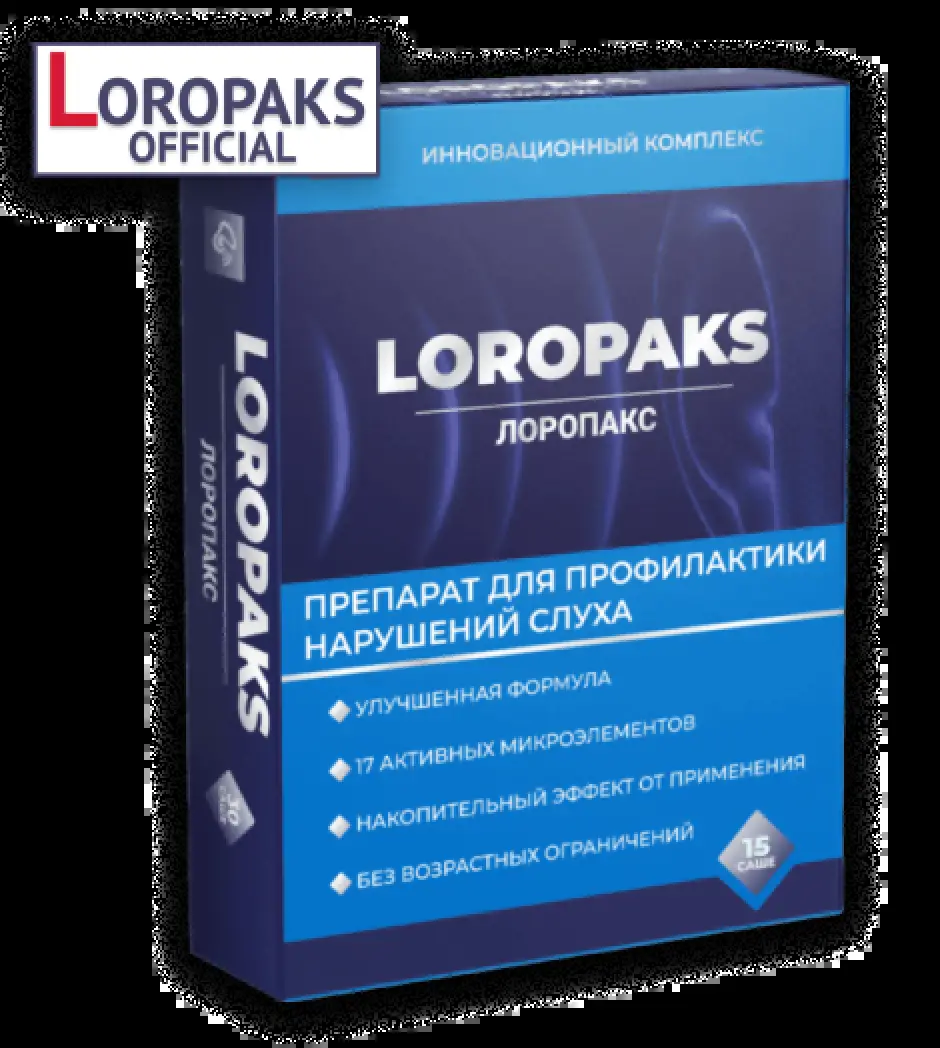 LOROPAKS
OFFICIAL
ИННОВАЦИОННЫЙ КОМПЛЕКС
LOROPAKS
ЛОРОПАКС
ПРЕПАРАТ ДЛЯ ПРОФИЛАКТИКИ
НАРУШЕНИЙ СЛУХА
УЛУЧШЕННАЯ ФОРМУЛА
17 АКТИВНЫХ МИКРОЭЛЕМЕНТОВ
НАКОПИТЕЛЬНЫЙ ЭФФЕКТ ОТ ПРИМЕНЕНИЯ
БЕЗ ВОЗРАСТНЫХ ОГРАНИЧЕНИЙ
15
САШЕ
LOROPAKS
ЛОРОПАКС